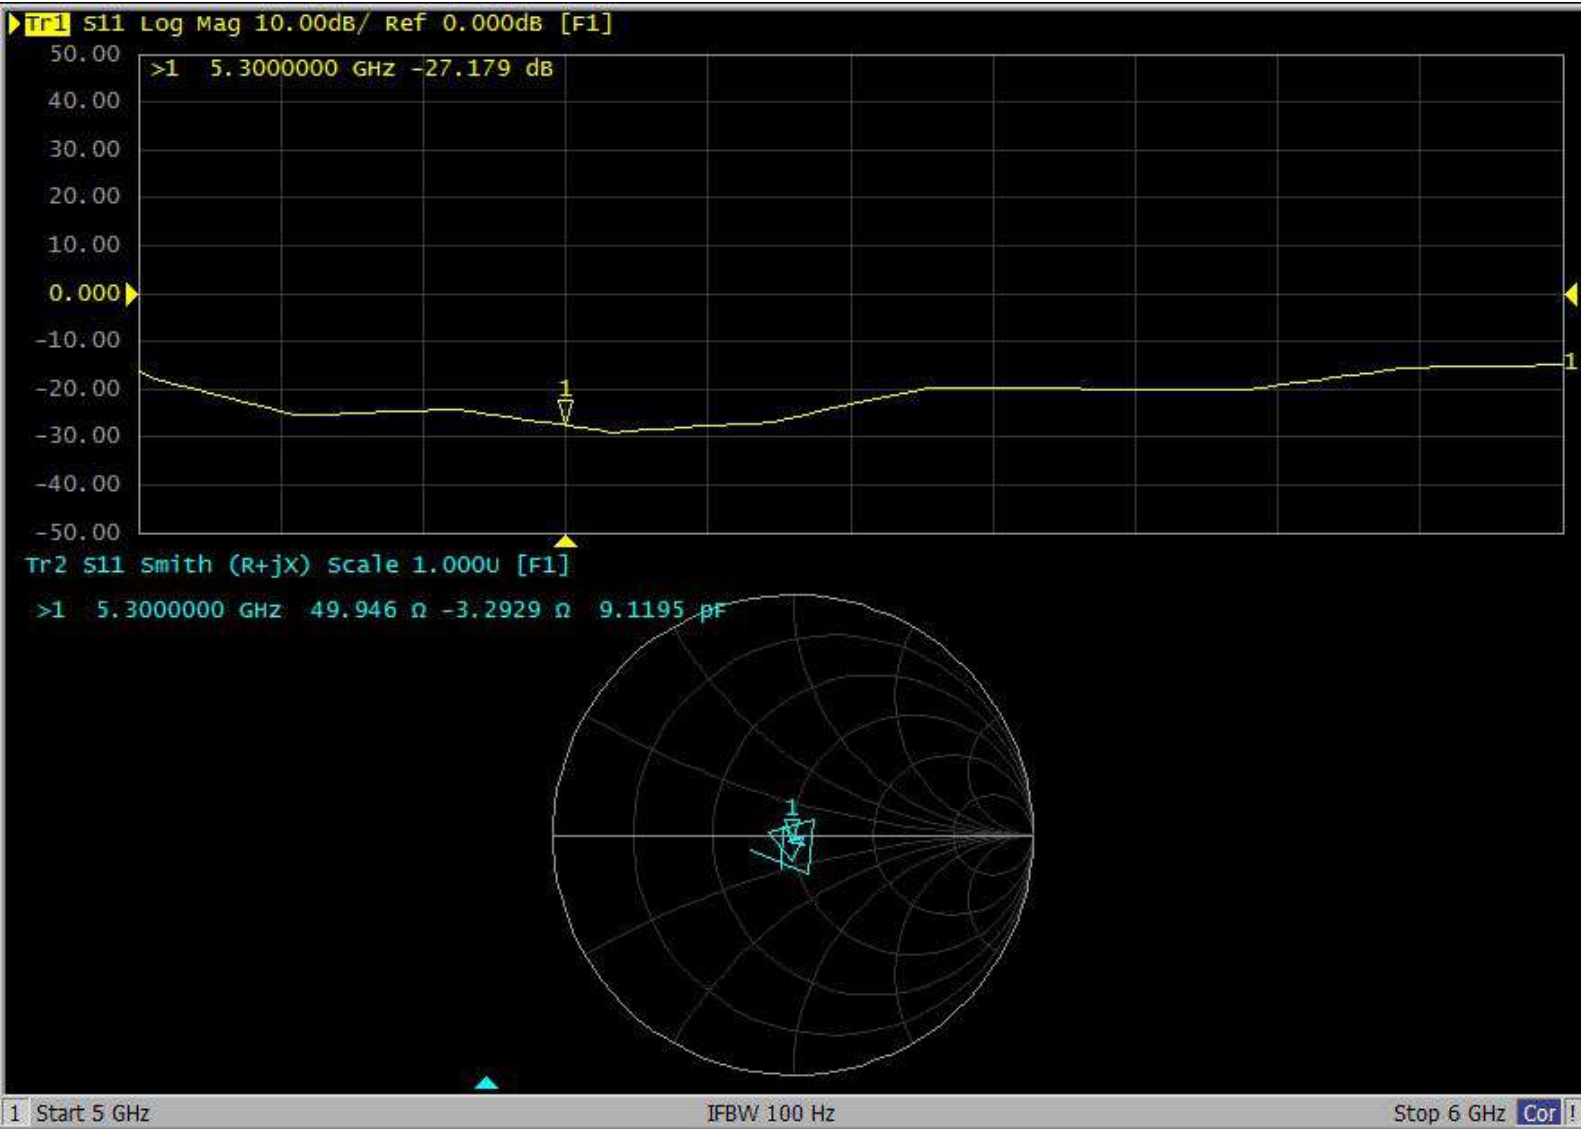 Tr1 S11 Log Mag 10.00dB/ Ref 0.000dB [F1]
50.00
>1 5.3000000 GHz -27.179 dB
40.00
30.00
20.00
10.00
0.000
-10.00
1
-20.00
1
-30.00
-40.00
-50.00
Tr2 S11 Smith (R+jX) Scale 1.000U [F1]
>1 5.3000000 GHz 49.946 Ω -3.2929 Ω 9.1195 pF
1
1 Start 5 GHz IFBW 100 Hz Stop 6 GHz Cor !